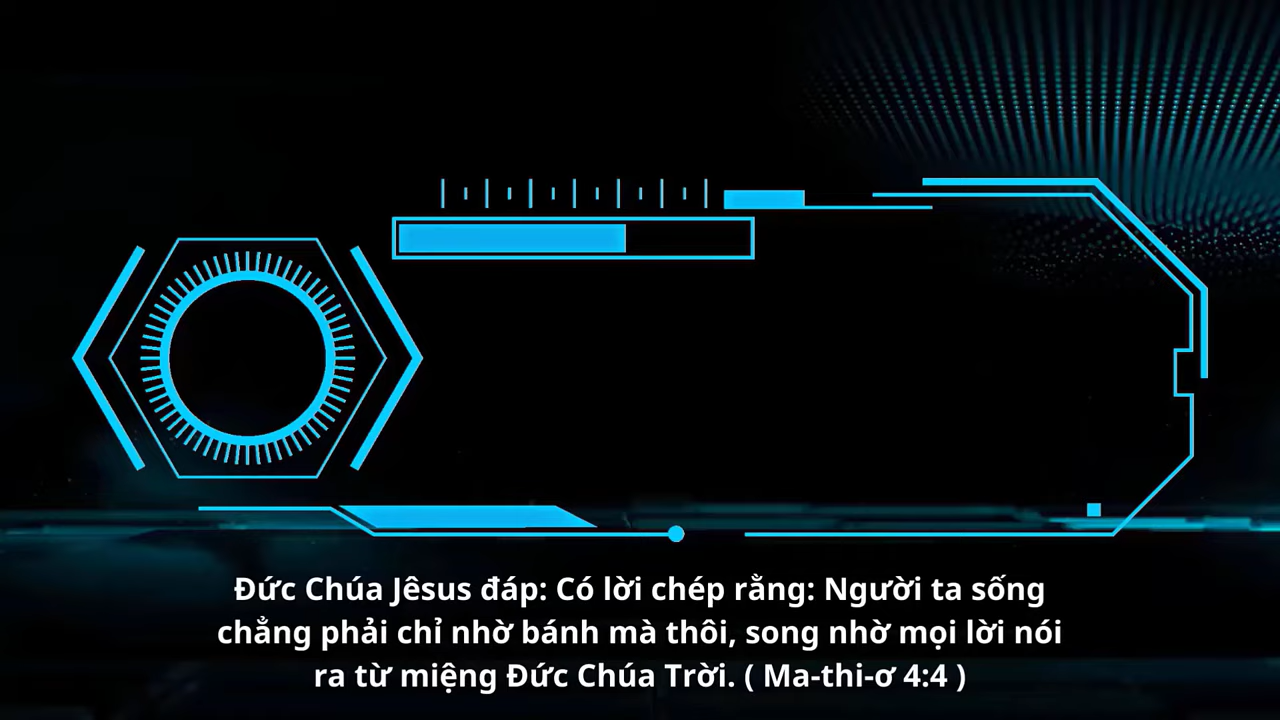 Đức Chúa Jêsus đáp: Có lời chép rằng: Người ta sống
chẳng phải chỉ nhờ bánh mà thôi, song nhờ mọi lời nói
ra từ miệng Đức Chúa Trời. ( Ma-thi-ơ 4:4 )